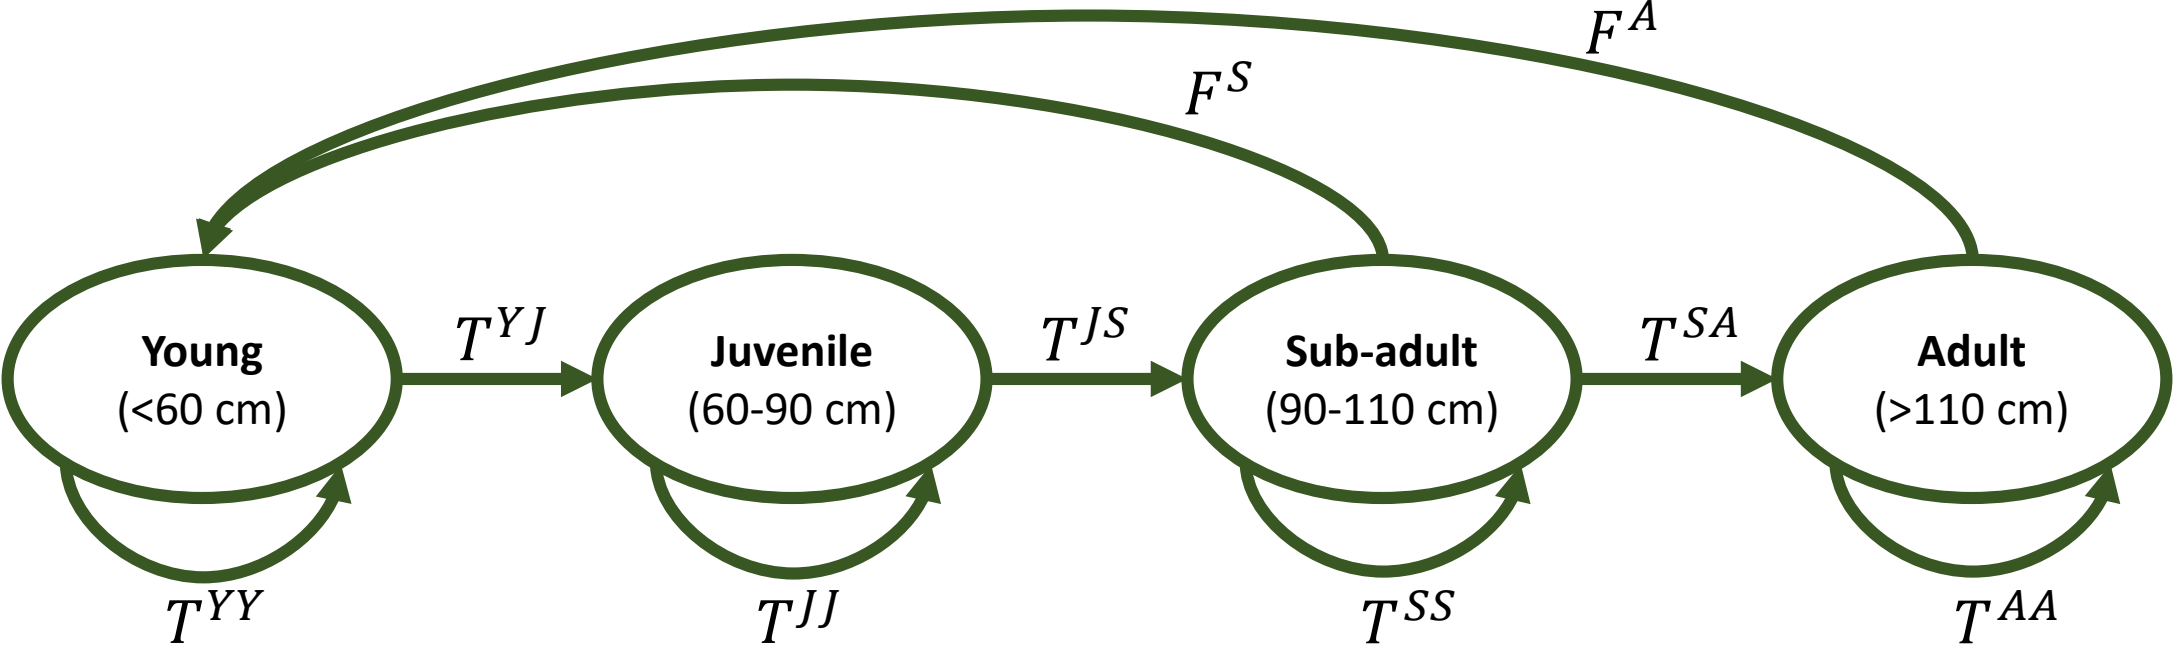 F^A
F^S
T^YJ
T^JS
T^SA
Young
(<60 cm)
Juvenile
(60-90 cm)
Sub-adult
(90-110 cm)
Adult
(>110 cm)
T^YY
T^JJ
T^SS
T^AA